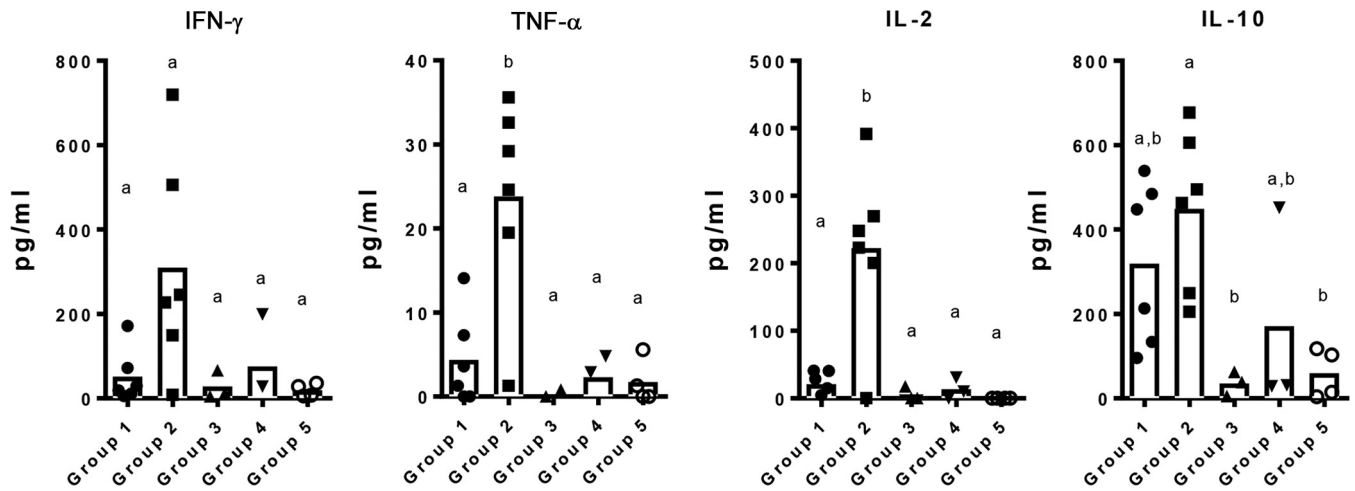 IFN-γ
pg/ml
800
600
400
200
0
a
a
a
a
a
Group 1
Group 2
Group 3
Group 4
Group 5
TNF-α
pg/ml
40
30
20
10
0
a
b
a
a
a
Group 1
Group 2
Group 3
Group 4
Group 5
IL-2
pg/ml
500
400
300
200
100
0
a
b
a
a
a
Group 1
Group 2
Group 3
Group 4
Group 5
IL-10
pg/ml
800
600
400
200
0
a,b
a
b
a,b
b
Group 1
Group 2
Group 3
Group 4
Group 5